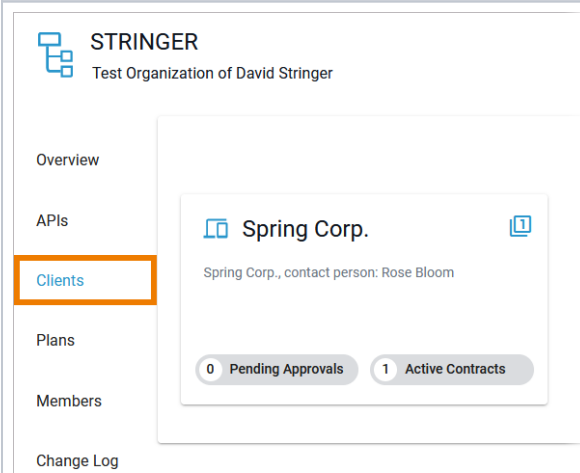 STRINGER
Test Organization of David Stringer
Overview
APIs
Clients
Plans
Members
Change Log
Spring Corp.
1
Spring Corp., contact person: Rose Bloom
0 Pending Approvals
1 Active Contracts